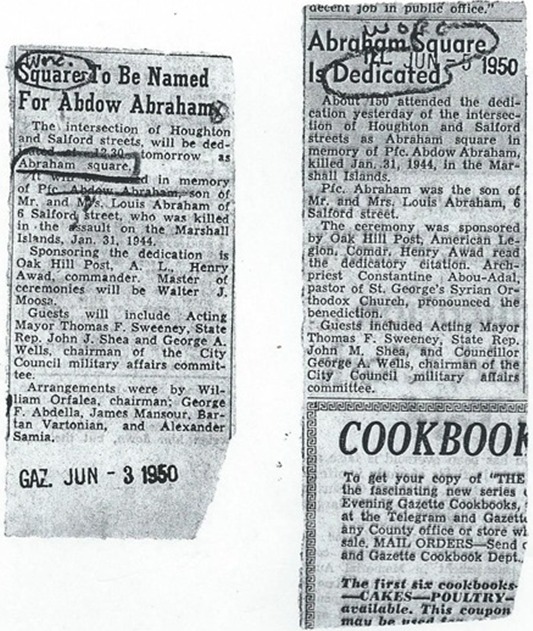 Worc.
Squares To Be Named
For Abdow Abraham
The intersection of Houghton
and Salford streets, will be ded-
12.30 tomorrow as
Abraham square.
It will in memory
of Pfc. Abdow Abraham, son of
Mr. and Mrs. Louis Abraham of
6 Salford street, who was killed
in the assault on the Marshall
Islands, Jan. 31, 1944.
Sponsoring the dedication is
Oak Hill Post, A. L., Henry
Awad, commander. Master of
ceremonies will be Walter J.
Moosa.
Guests will include Acting
Mayor Thomas F. Sweeney, State
Rep. John J. Shea and George A.
Wells, chairman of the City
Council military affairs commit-
tee.
Arrangements were by Wil-
liam Orfalea, chairman; George
F. Abdella, James Mansour, Bar-
tan Vartonian, and Alexander
Samia.
GAZ. JUN - 3 1950
decent job in public office."
Worc
Abraham Square
TEL JUN - 5 1950
Is Dedicated
About 150 attended the dedi-
cation yesterday of the intersec-
tion of Houghton and Salford
streets as Abraham square in
memory of Pfc. Abdow Abraham,
killed Jan. 31, 1944, in the Mar-
shall Islands.
Pfc. Abraham was the son of
Mr. and Mrs. Louis Abraham, 6
Salford street.
The ceremony was sponsored
by Oak Hill Post, American Le-
gion. Comdr. Henry Awad read
the dedicatory citation. Arch-
priest Constantine Abou-Adal,
pastor of St. George's Syrian Or-
thodox Church, pronounced the
benediction.
Guests included Acting Mayor
Thomas F. Sweeney, State Rep.
John M. Shea, and Councillor
George A. Wells, chairman of the
City Council military affairs
committee.
COOKBOOK
To get your copy of "THE
the fascinating new series
Evening Gazette Cookbooks,
at the Telegram and Gazette
any County office or store wh
sale. MAIL ORDERS—Send
and Gazette Cookbook Dept.,
The first six cookbooks-
—CAKES—POULTRY—
available. This coupon
may be used